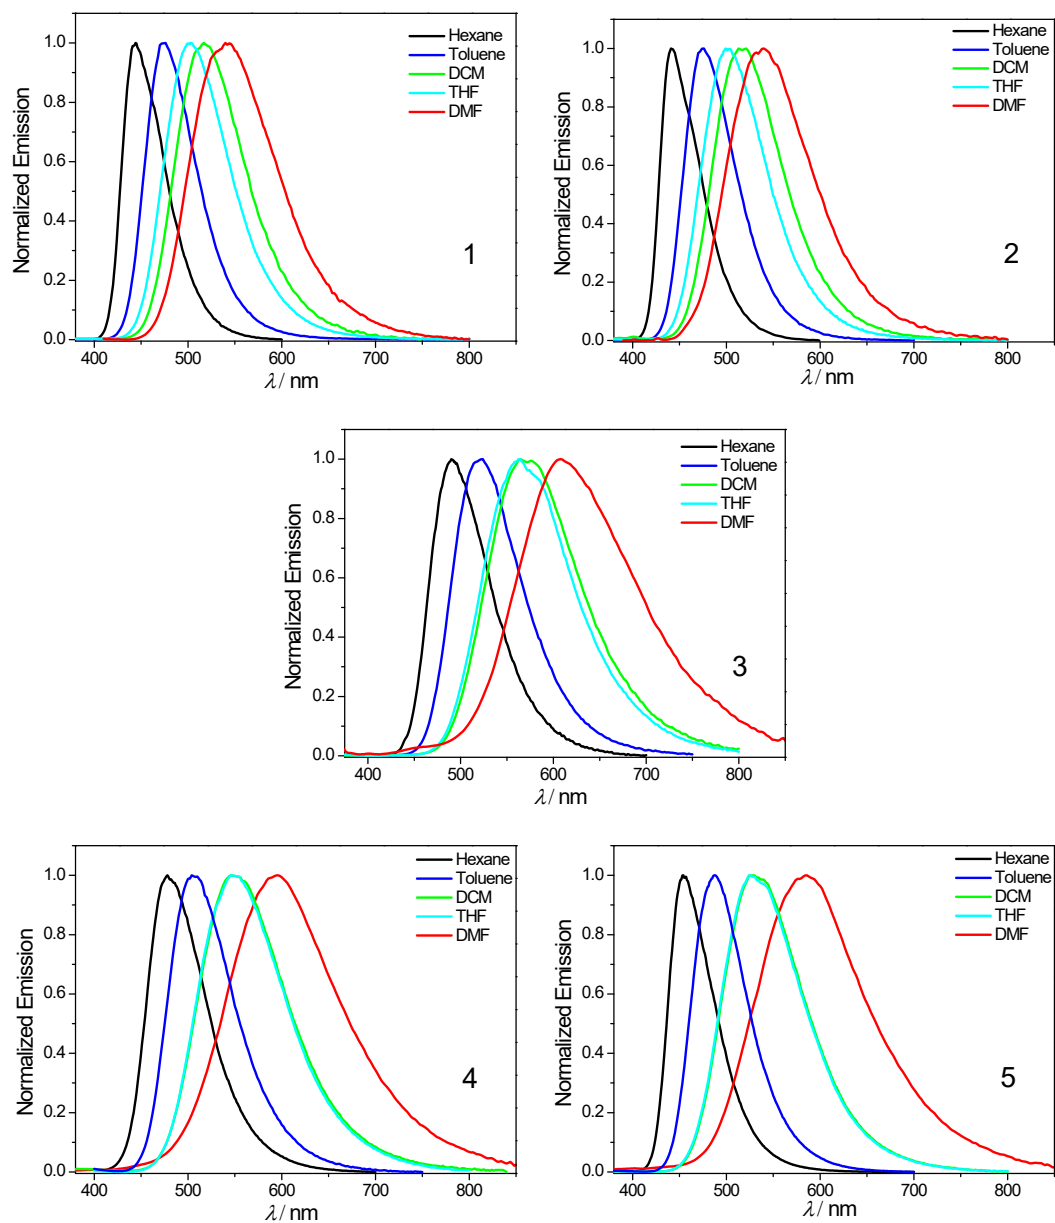 Normalized Emission
1.0
0.8
0.6
0.4
0.2
0.0
400
500
600
700
800
λ / nm
Hexane
Toluene
DCM
THF
DMF
1
Normalized Emission
1.0
0.8
0.6
0.4
0.2
0.0
400
500
600
700
800
λ / nm
Hexane
Toluene
DCM
THF
DMF
2
Normalized Emission
1.0
0.8
0.6
0.4
0.2
0.0
400
500
600
700
800
λ / nm
Hexane
Toluene
DCM
THF
DMF
3
Normalized Emission
1.0
0.8
0.6
0.4
0.2
0.0
400
500
600
700
800
λ / nm
Hexane
Toluene
DCM
THF
DMF
4
Normalized Emission
1.0
0.8
0.6
0.4
0.2
0.0
400
500
600
700
800
λ / nm
Hexane
Toluene
DCM
THF
DMF
5